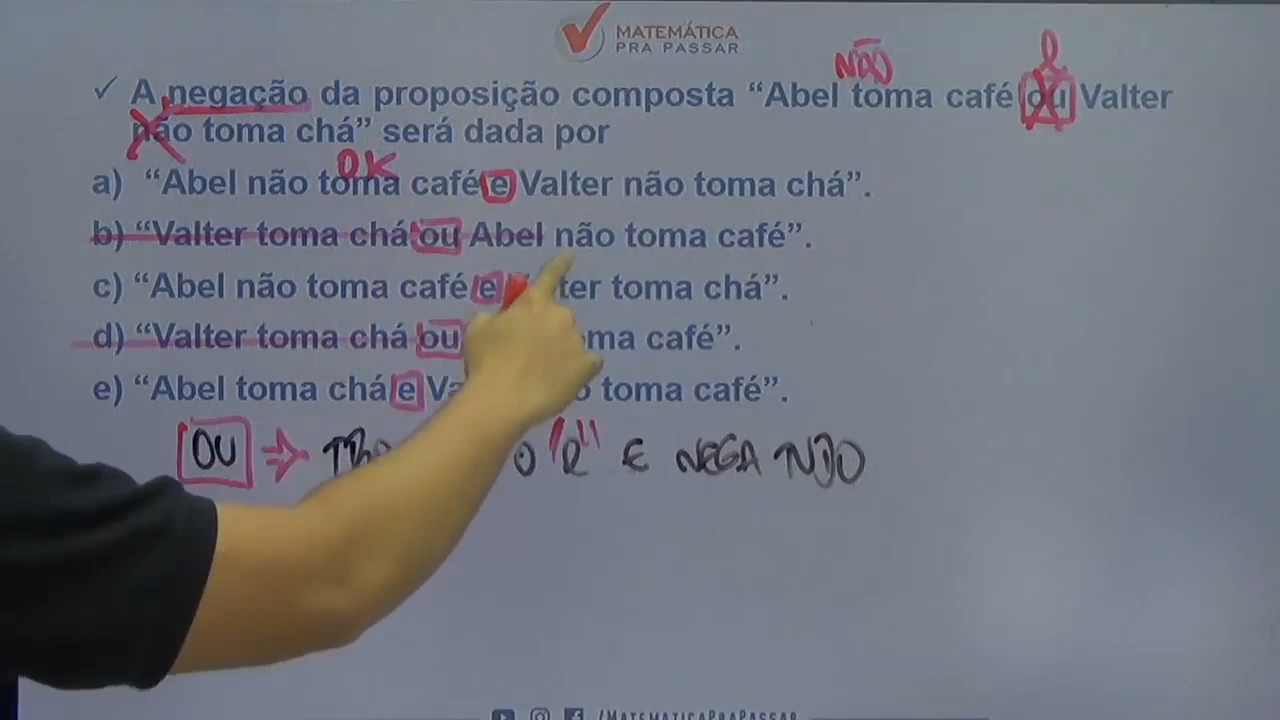 MATEMÁTICA
PRA PASSAR
NÃO
e
✓ A negação da proposição composta “Abel toma café ou Valter
não toma chá” será dada por
OK
a) “Abel não toma café e Valter não toma chá”.
b) “Valter toma chá ou Abel não toma café”.
c) “Abel não toma café e ter toma chá”.
d) “Valter toma chá ou ma café”.
e) “Abel toma chá e Va toma café”.
OU ⇒ O "e" E NEGA
/MATEMATICAPRAPASSAR